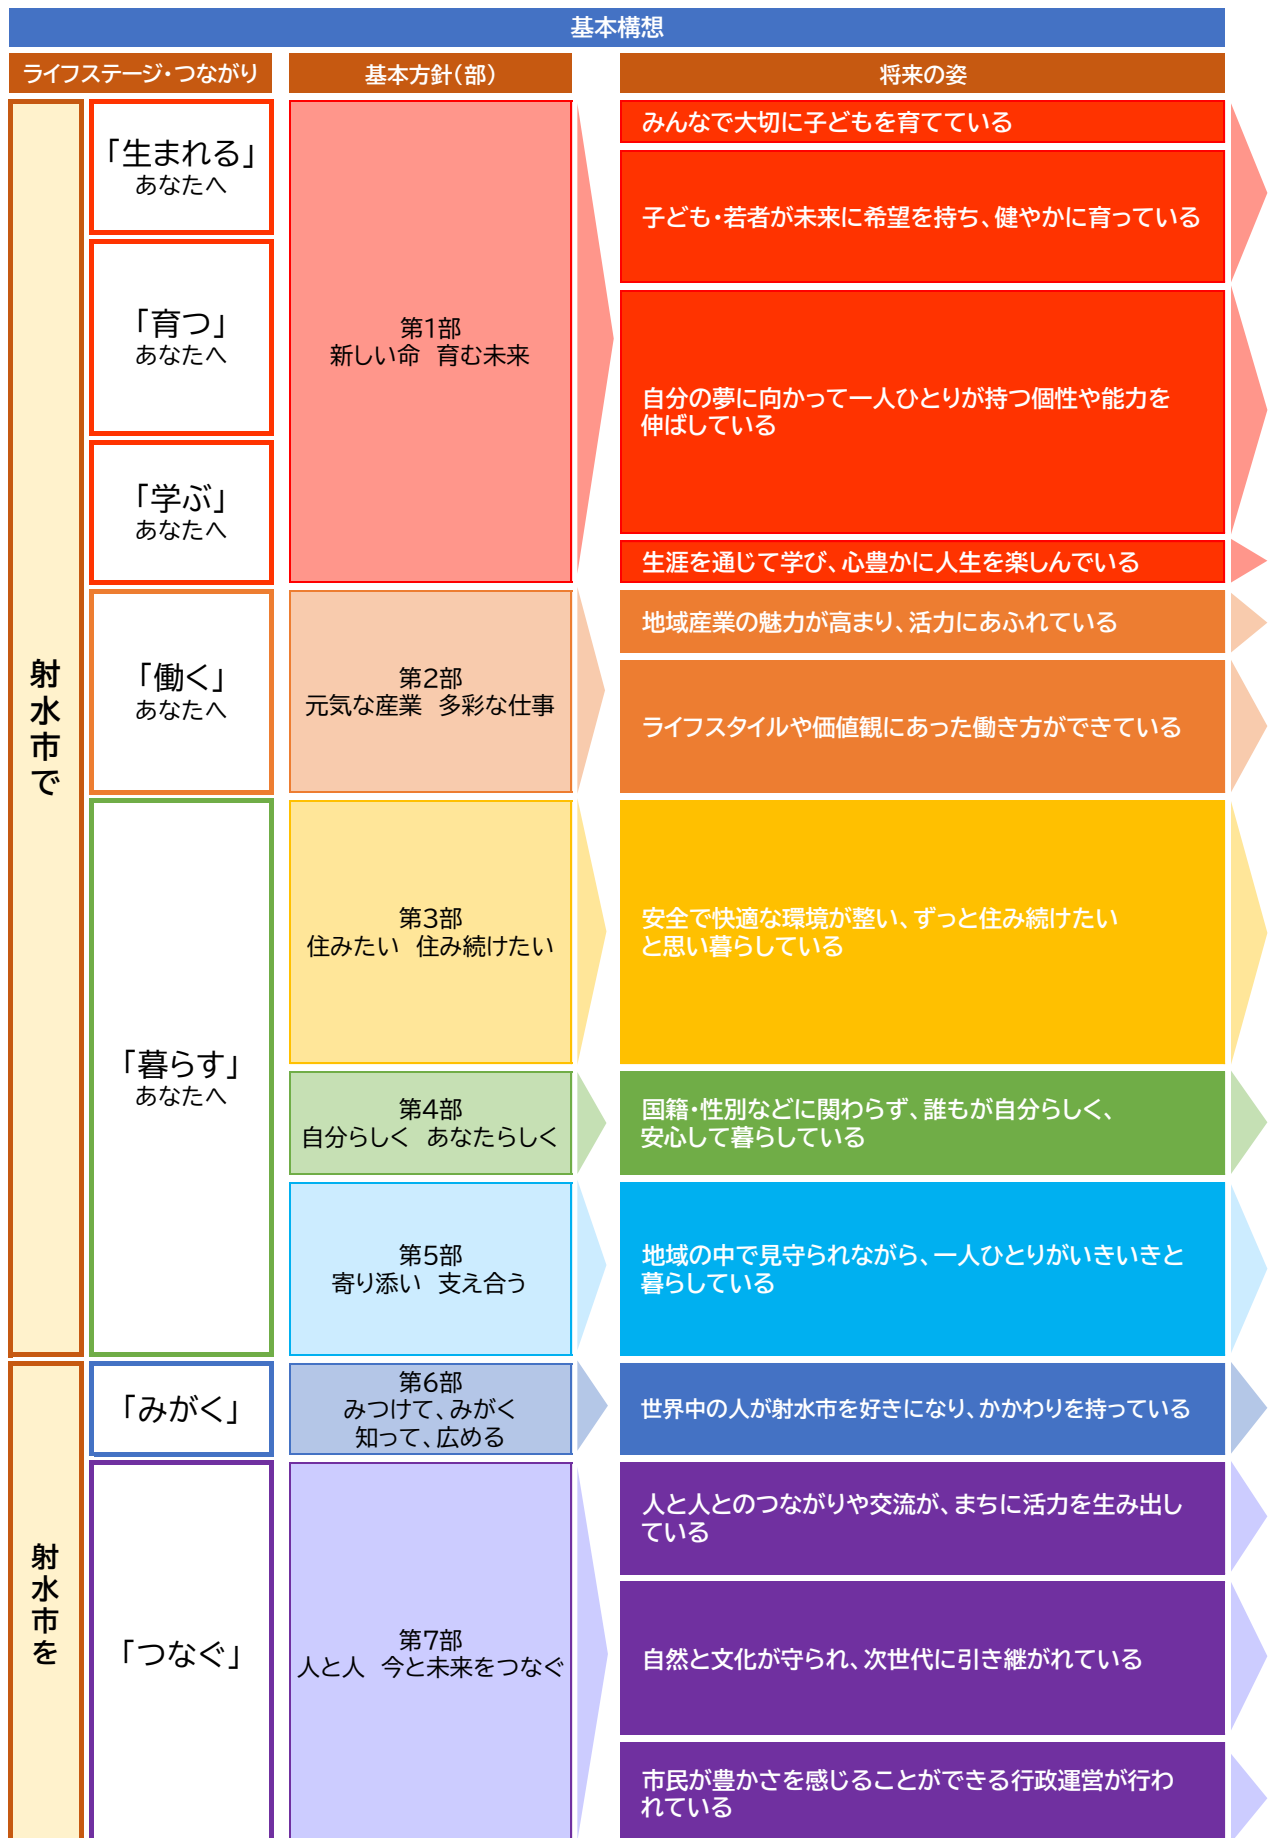 基本構想
ライフステージ・つながり
基本方針(部)
将来の姿
射水市で
「生まれる」
あなたへ
「育つ」
あなたへ
「学ぶ」
あなたへ
第1部
新しい命　育む未来
みんなで大切に子どもを育てている
子ども・若者が未来に希望を持ち、健やかに育っている
自分の夢に向かって一人ひとりが持つ個性や能力を
伸ばしている
生涯を通じて学び、心豊かに人生を楽しんでいる
「働く」
あなたへ
第2部
元気な産業　多彩な仕事
地域産業の魅力が高まり、活力にあふれている
ライフスタイルや価値観にあった働き方ができている
「暮らす」
あなたへ
第3部
住みたい　住み続けたい
安全で快適な環境が整い、ずっと住み続けたい
と思い暮らしている
第4部
自分らしく　あなたらしく
国籍・性別などに関わらず、誰もが自分らしく、
安心して暮らしている
第5部
寄り添い　支え合う
地域の中で見守られながら、一人ひとりがいきいきと
暮らしている
射水市を
「みがく」
第6部
みつけて、みがく
知って、広める
世界中の人が射水市を好きになり、かかわりを持っている
「つなぐ」
第7部
人と人　今と未来をつなぐ
人と人とのつながりや交流が、まちに活力を生み出し
ている
自然と文化が守られ、次世代に引き継がれている
市民が豊かさを感じることができる行政運営が行わ
れている